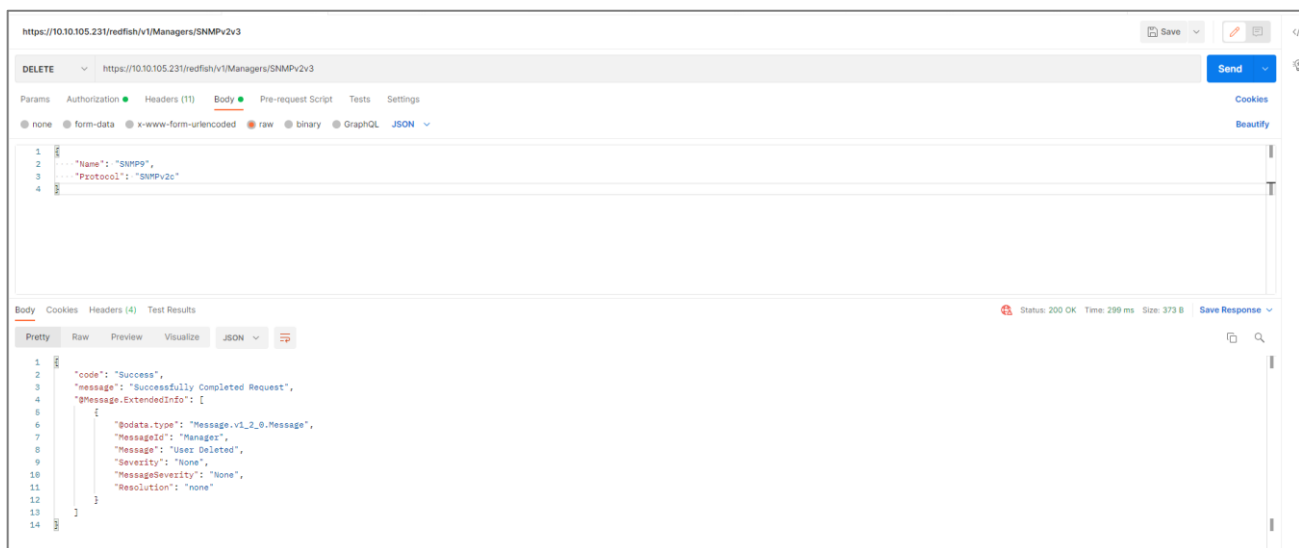 https://10.10.105.231/redfish/v1/Managers/SNMPv2v3
Save
DELETE https://10.10.105.231/redfish/v1/Managers/SNMPv2v3 Send
Params Authorization Headers (11) Body Pre-request Script Tests Settings Cookies
none form-data x-www-form-urlencoded raw binary GraphQL JSON Beautify
1 {
2 "Name": "SNMP9",
3 "Protocol": "SNMPv2c"
4 }
Body Cookies Headers (4) Test Results Status: 200 OK Time: 299 ms Size: 373 B Save Response
Pretty Raw Preview Visualize JSON
1 {
2 "code": "Success",
3 "message": "Successfully Completed Request",
4 "@Message.ExtendedInfo": [
5 {
6 "@odata.type": "Message.v1_2_0.Message",
7 "MessageId": "Manager",
8 "Message": "User Deleted",
9 "Severity": "None",
10 "MessageSeverity": "None",
11 "Resolution": "none"
12 }
13 ]
14 }